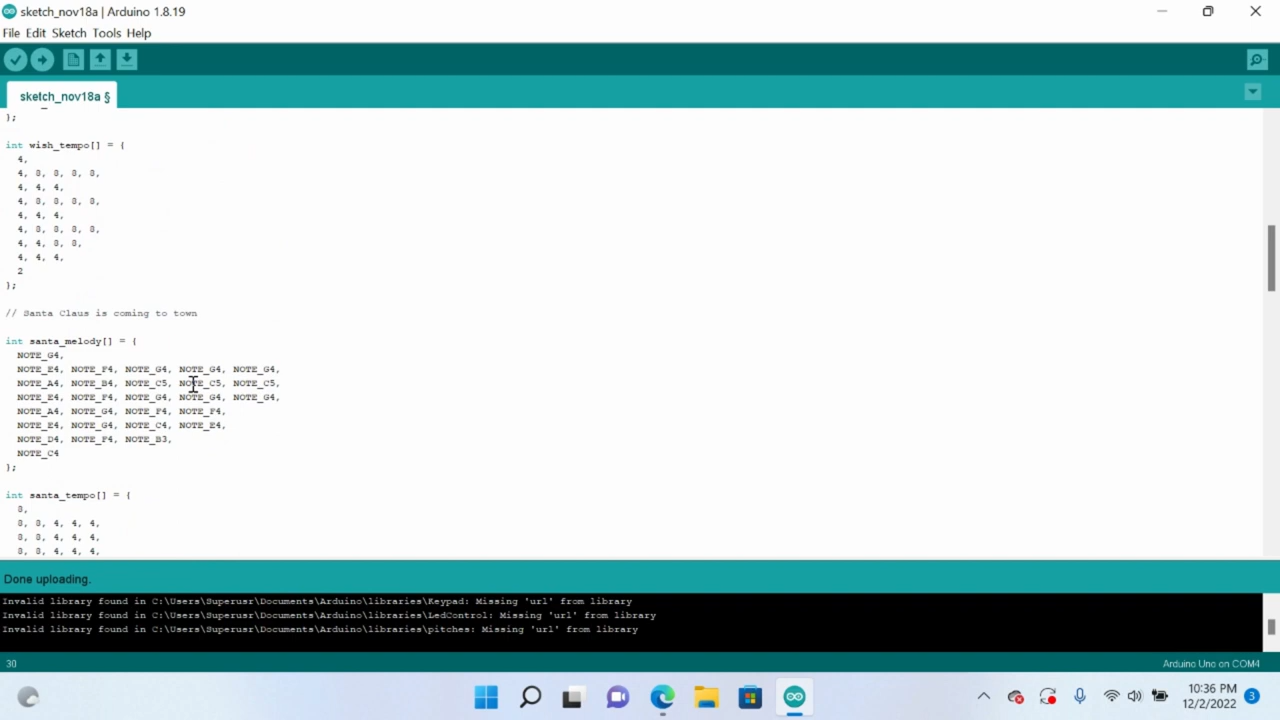 sketch_nov18a | Arduino 1.8.19
File Edit Sketch Tools Help
sketch_nov18a §
};
int wish_tempo[] = {
4,
4, 8, 8, 8, 8,
4, 4, 4,
4, 8, 8, 8, 8,
4, 4, 4,
4, 8, 8, 8, 8,
4, 4, 8, 8,
4, 4, 4,
2
};
// Santa Claus is coming to town
int santa_melody[] = {
NOTE_G4,
NOTE_E4, NOTE_F4, NOTE_G4, NOTE_G4, NOTE_G4,
NOTE_A4, NOTE_B4, NOTE_C5, NOTE_C5, NOTE_C5,
NOTE_E4, NOTE_F4, NOTE_G4, NOTE_G4, NOTE_G4,
NOTE_A4, NOTE_G4, NOTE_F4, NOTE_F4,
NOTE_E4, NOTE_G4, NOTE_C4, NOTE_E4,
NOTE_D4, NOTE_F4, NOTE_B3,
NOTE_C4
};
int santa_tempo[] = {
8,
8, 8, 4, 4, 4,
8, 8, 4, 4, 4,
8, 8, 4, 4, 4,
Done uploading.
Invalid library found in C:\Users\Superusr\Documents\Arduino\libraries\Keypad: Missing 'url' from library
Invalid library found in C:\Users\Superusr\Documents\Arduino\libraries\LedControl: Missing 'url' from library
Invalid library found in C:\Users\Superusr\Documents\Arduino\libraries\pitches: Missing 'url' from library
30
Arduino Uno on COM4
10:36 PM
12/2/2022
3